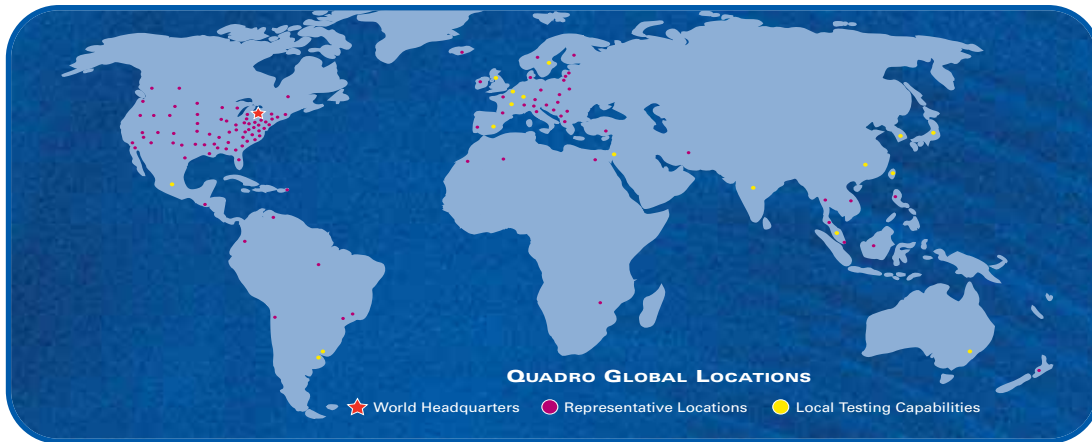 QUADRO GLOBAL LOCATIONS
World Headquarters Representative Locations Local Testing Capabilities